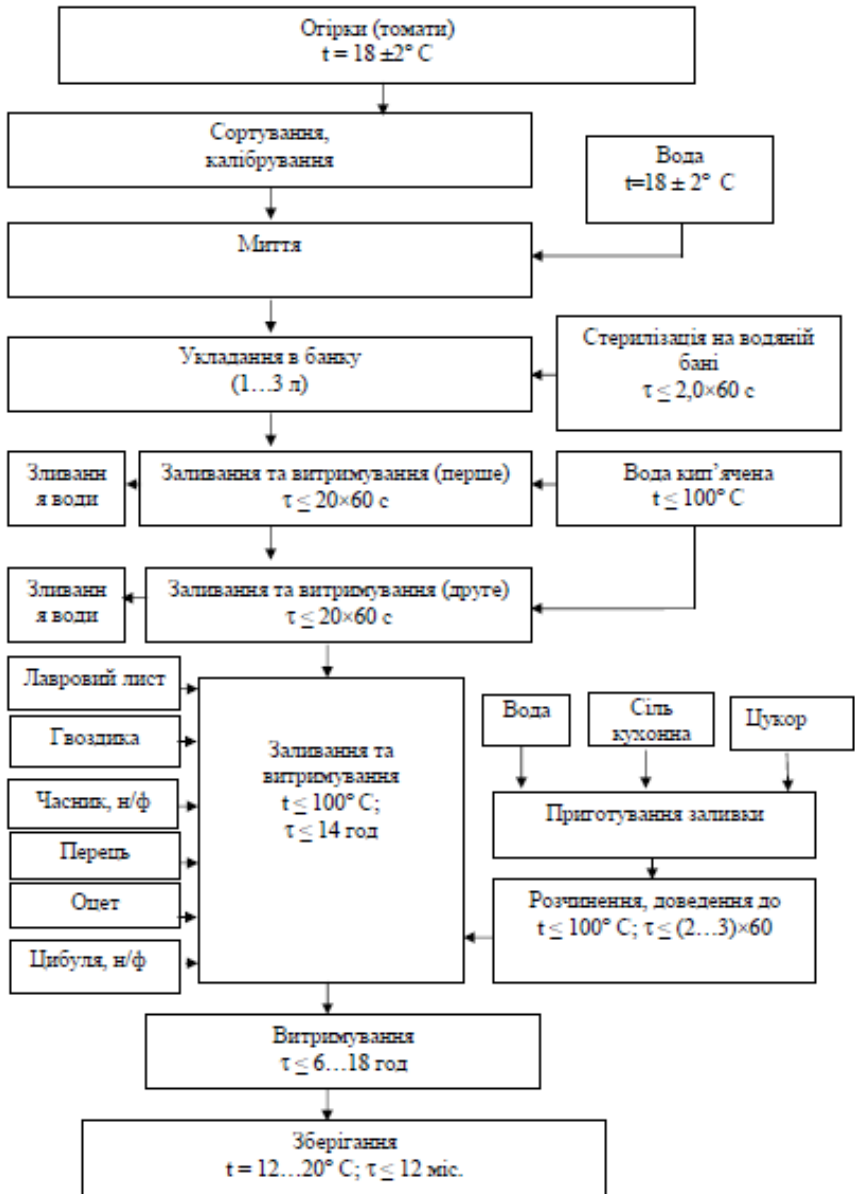 Огірки (томати)
t = 18 ±2° C
Сортування,
калібрування
Вода
t=18 ± 2° C
Миття
Укладання в банку
(1…3 л)
Стерилізація на водяній
бані
τ ≤ 2,0×60 с
Зливанн
я води
Заливання та витримування (перше)
τ ≤ 20×60 с
Вода кип’ячена
t ≤ 100° C
Зливанн
я води
Заливання та витримування (друге)
τ ≤ 20×60 с
Лавровий лист
Гвоздика
Часник, н/ф
Перець
Оцет
Цибуля, н/ф
Заливання та
витримування
t ≤ 100° C;
τ ≤ 14 год
Вода
Сіль
кухонна
Цукор
Приготування заливки
Розчинення, доведення до
t ≤ 100° C; τ ≤ (2…3)×60
Витримування
τ ≤ 6…18 год
Зберігання
t = 12…20° C; τ ≤ 12 міс.